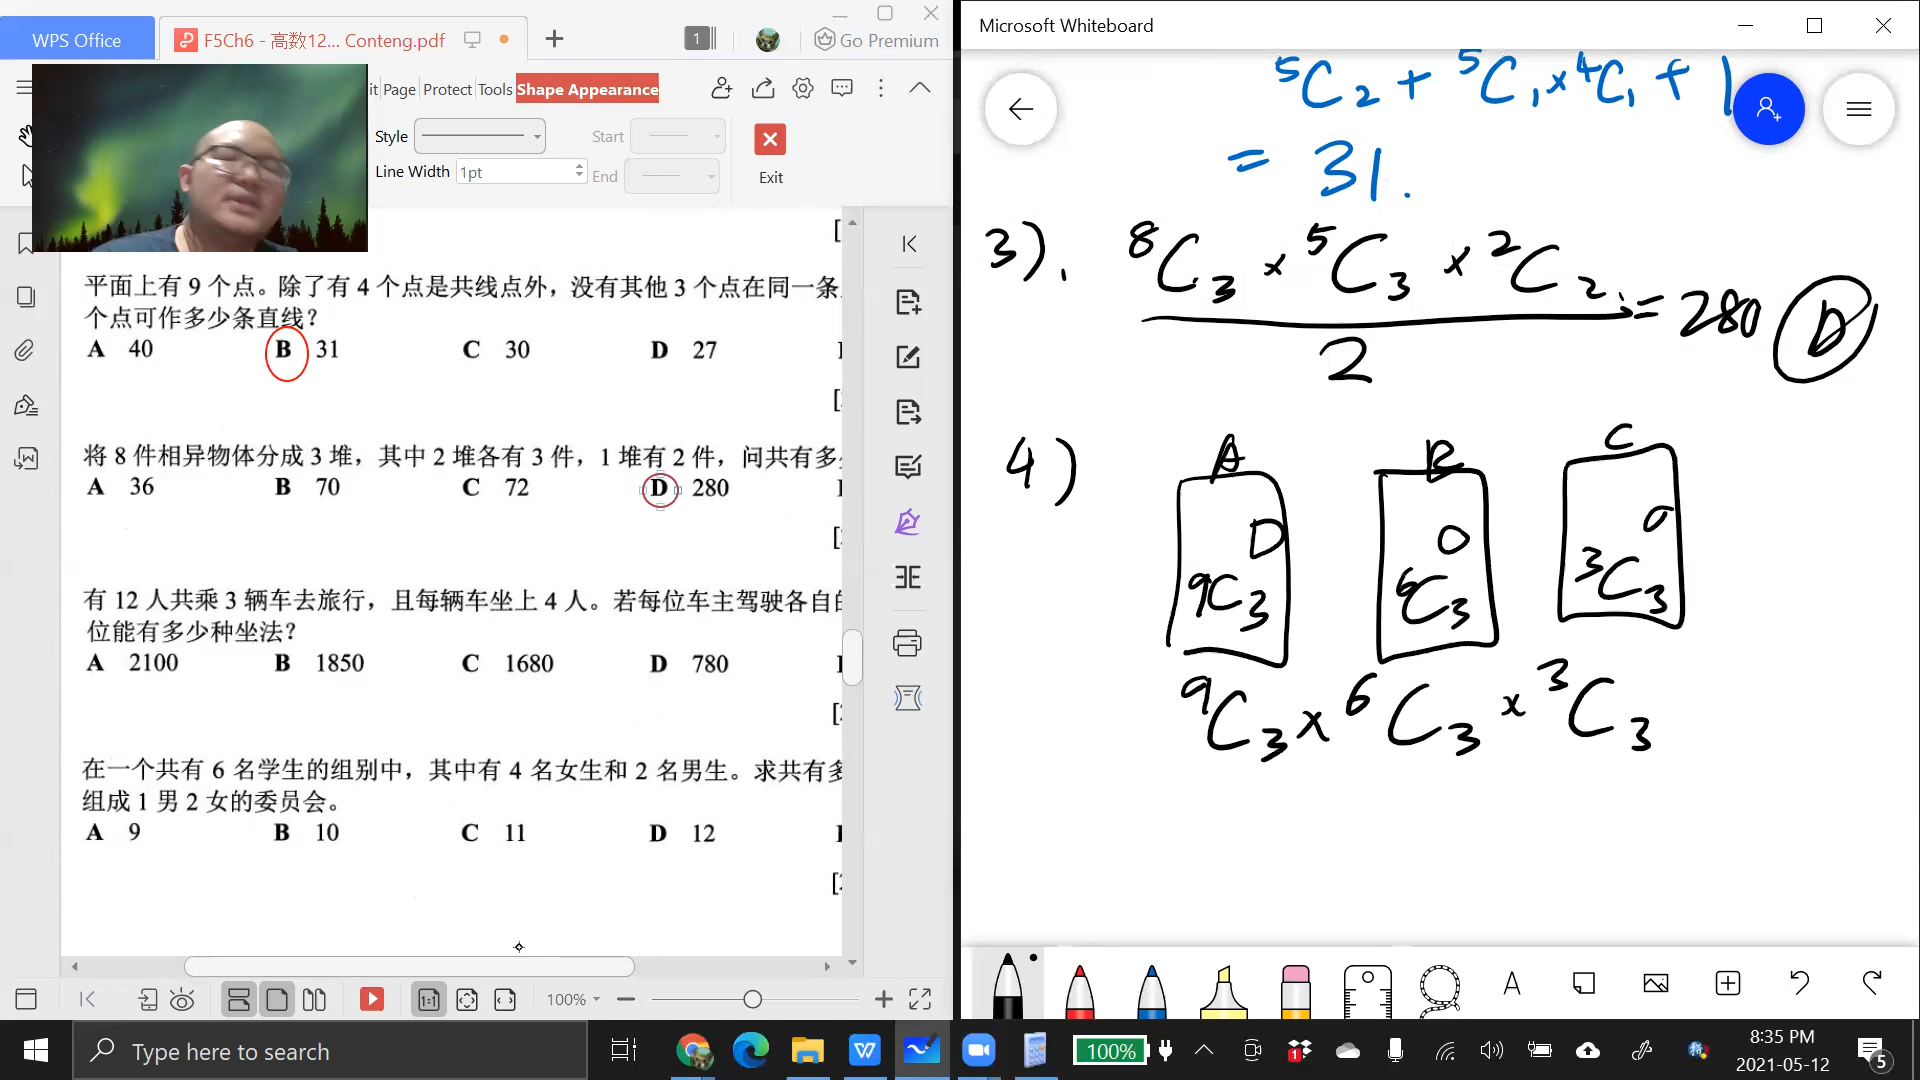 WPS Office
F5Ch6 - 高数12... Conteng.pdf
1
Go Premium
it Page Protect Tools Shape Appearance
Style
Start
Line Width 1pt
End
Exit
平面上有 9 个点。除了有 4 个点是共线点外，没有其他 3 个点在同一条
个点可作多少条直线？
A 40 B 31 C 30 D 27
将 8 件相异物体分成 3 堆，其中 2 堆各有 3 件，1 堆有 2 件，问共有多
A 36 B 70 C 72 D 280
有 12 人共乘 3 辆车去旅行，且每辆车坐上 4 人。若每位车主驾驶各自
位能有多少种坐法？
A 2100 B 1850 C 1680 D 780
在一个共有 6 名学生的组别中，其中有 4 名女生和 2 名男生。求共有多
组成 1 男 2 女的委员会。
A 9 B 10 C 11 D 12
100%
Microsoft Whiteboard
⁵C₂ + ⁵C₁ × ⁴C₁ + 1
= 31.
3). ⁸C₃ × ⁵C₃ × ²C₂
= 280 D
2
4) A B C
D
⁹C₃ ⁶C₃ ³C₃
⁹C₃ × ⁶C₃ × ³C₃
Type here to search
100%
8:35 PM
2021-05-12
5